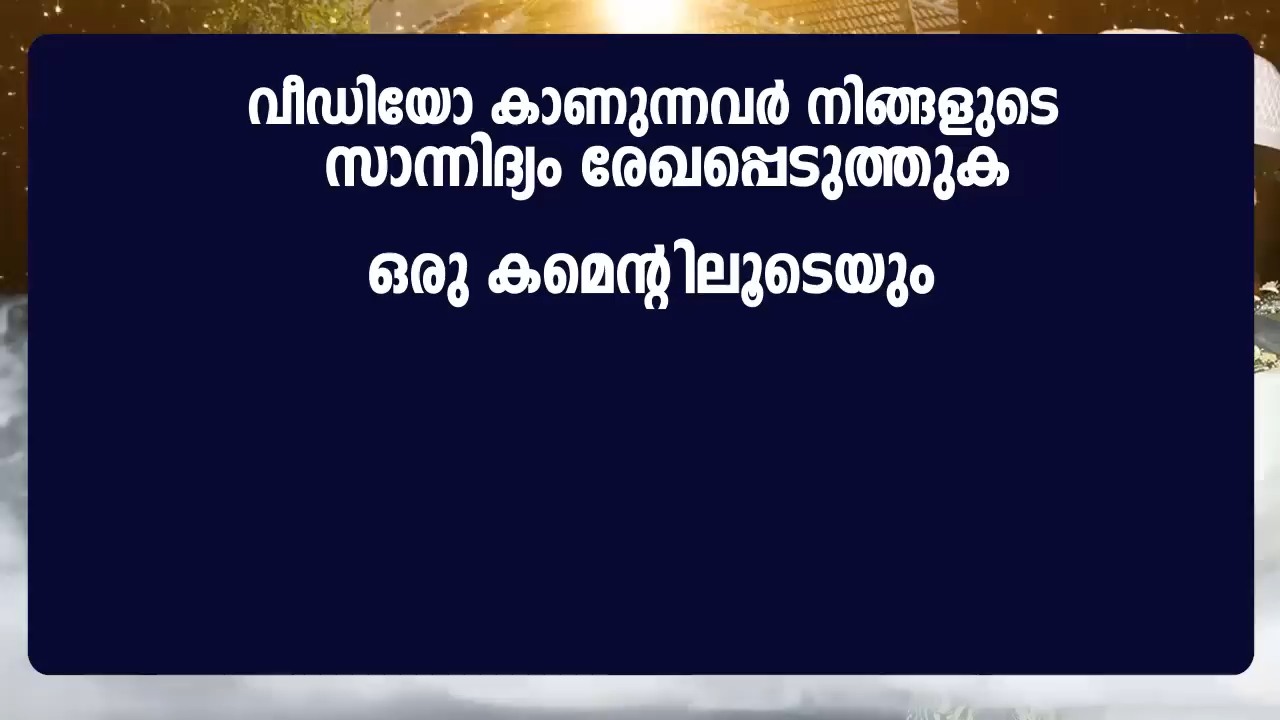 വീഡിയോ കാണുന്നവർ നിങ്ങളുടെ
സാന്നിദ്യം രേഖപ്പെടുത്തുക
ഒരു കമെന്റിലൂടെയും